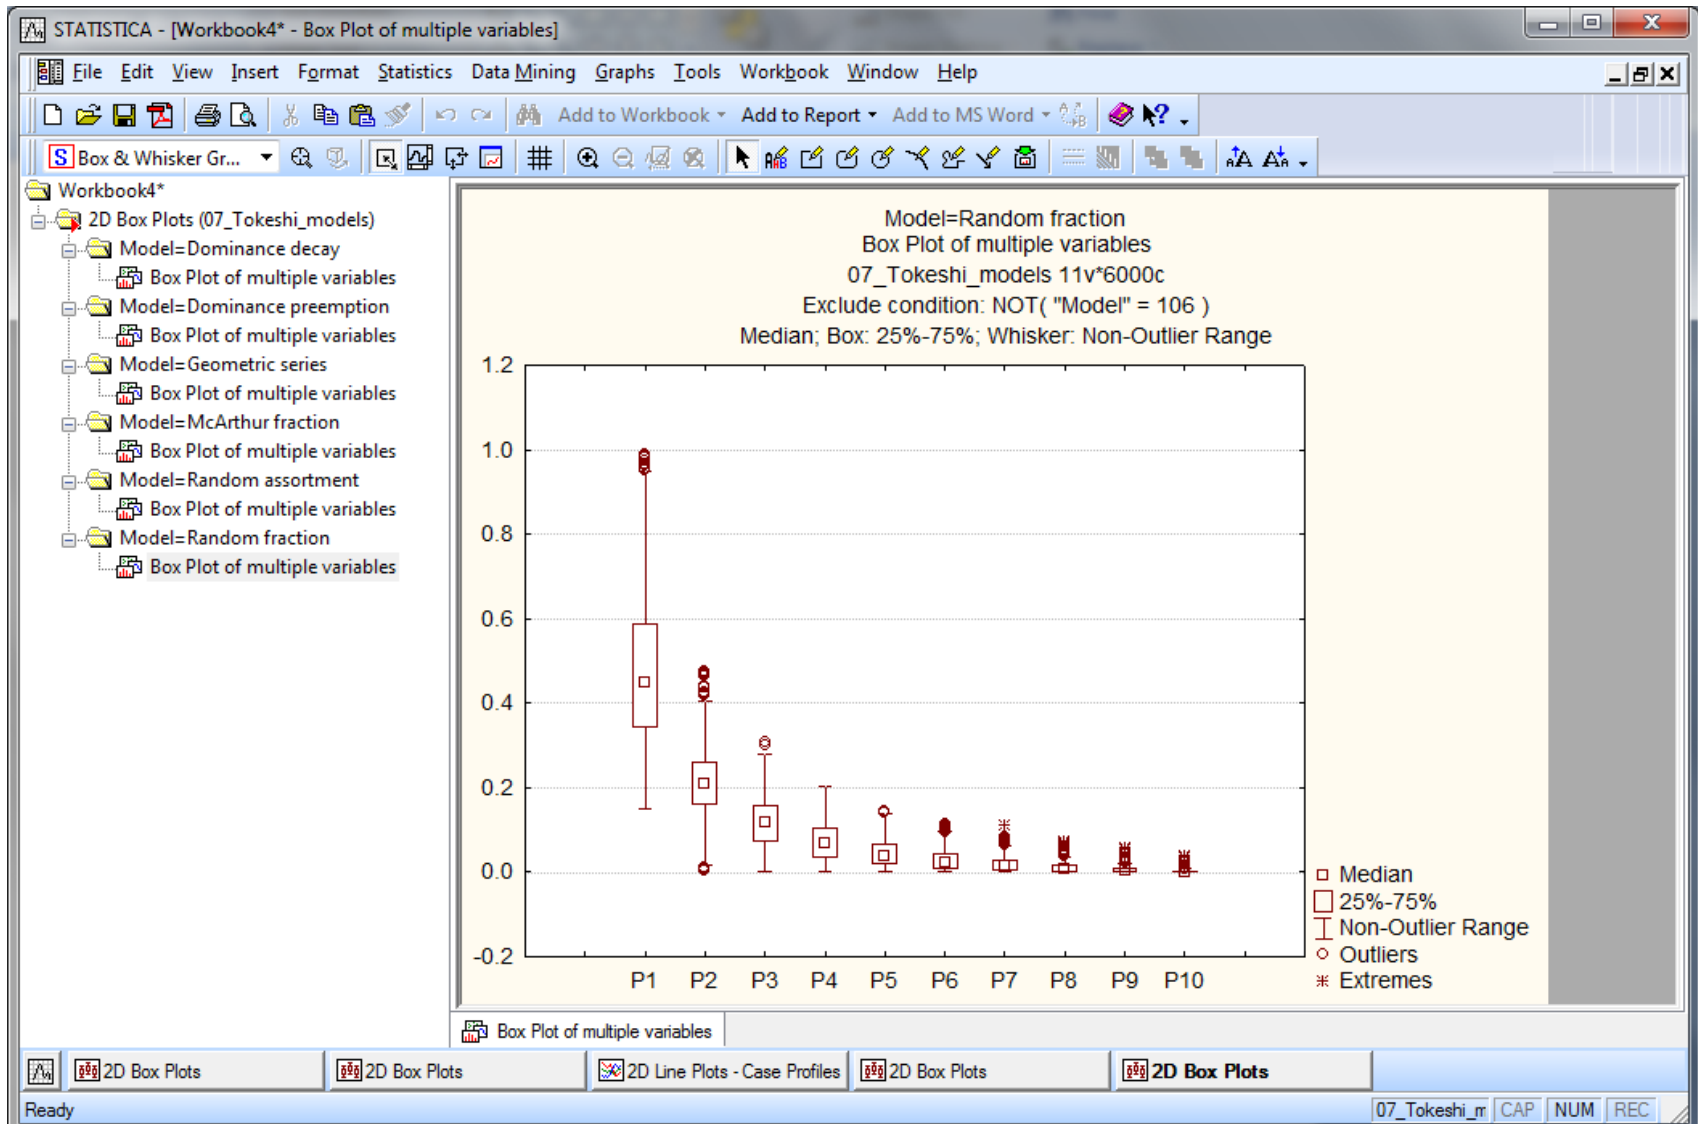 STATISTICA - [Workbook4* - Box Plot of multiple variables]
File Edit View Insert Format Statistics Data Mining Graphs Tools Workbook Window Help
Add to Workbook Add to Report Add to MS Word
Box & Whisker Gr...
Workbook4*
2D Box Plots (07_Tokeshi_models)
Model=Dominance decay
Box Plot of multiple variables
Model=Dominance preemption
Box Plot of multiple variables
Model=Geometric series
Box Plot of multiple variables
Model=McArthur fraction
Box Plot of multiple variables
Model=Random assortment
Box Plot of multiple variables
Model=Random fraction
Box Plot of multiple variables
Model=Random fraction
Box Plot of multiple variables
07_Tokeshi_models 11v*6000c
Exclude condition: NOT( "Model" = 106 )
Median; Box: 25%-75%; Whisker: Non-Outlier Range
1.2
1.0
0.8
0.6
0.4
0.2
0.0
-0.2
P1 P2 P3 P4 P5 P6 P7 P8 P9 P10
Median
25%-75%
Non-Outlier Range
Outliers
Extremes
Box Plot of multiple variables
2D Box Plots 2D Box Plots 2D Line Plots - Case Profiles 2D Box Plots 2D Box Plots
Ready 07_Tokeshi_m CAP NUM REC